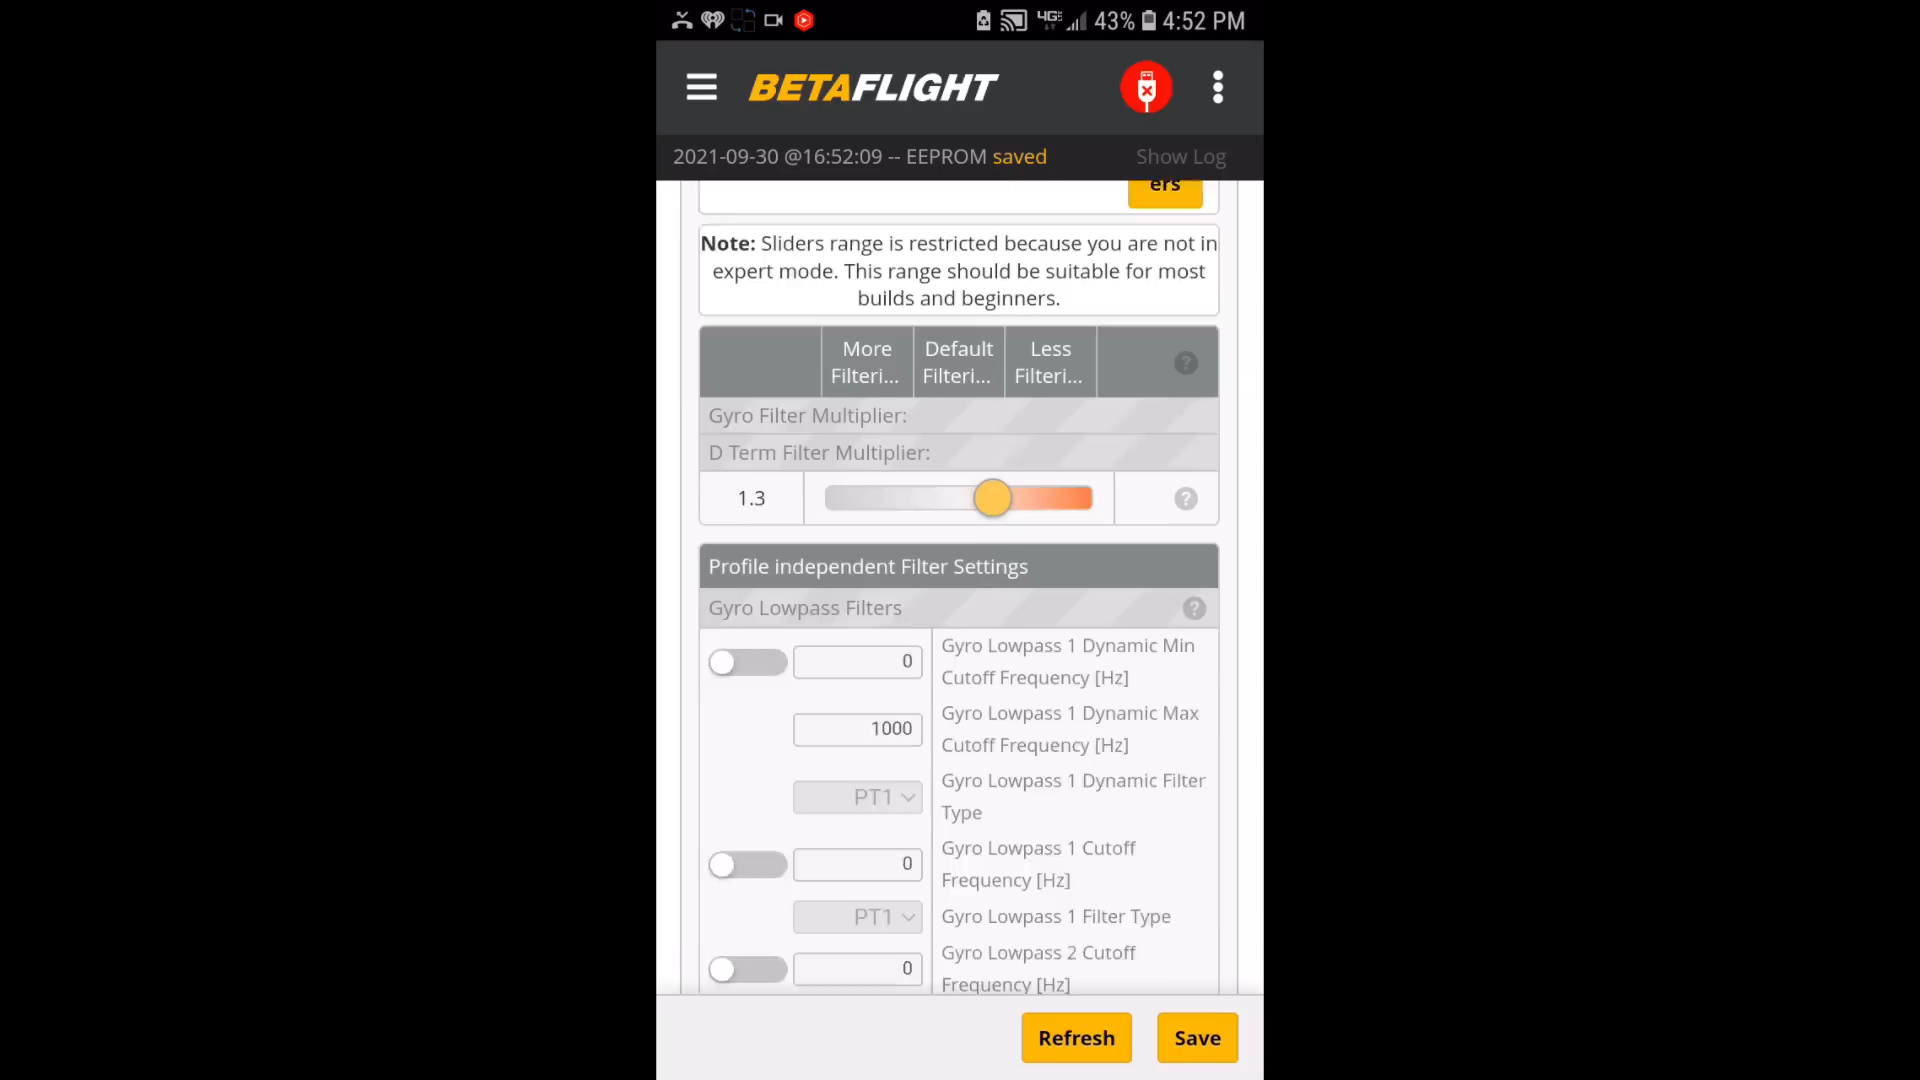 4GE 43% 4:52 PM
BETAFLIGHT
2021-09-30 @16:52:09 -- EEPROM saved Show Log
ers
Note: Sliders range is restricted because you are not in
expert mode. This range should be suitable for most
builds and beginners.
More Filteri... Default Filteri... Less Filteri... ?
Gyro Filter Multiplier:
D Term Filter Multiplier:
1.3 ?
Profile independent Filter Settings
Gyro Lowpass Filters ?
0 Gyro Lowpass 1 Dynamic Min
Cutoff Frequency [Hz]
1000 Gyro Lowpass 1 Dynamic Max
Cutoff Frequency [Hz]
PT1 Gyro Lowpass 1 Dynamic Filter
Type
0 Gyro Lowpass 1 Cutoff
Frequency [Hz]
PT1 Gyro Lowpass 1 Filter Type
0 Gyro Lowpass 2 Cutoff
Frequency [Hz]
Refresh Save